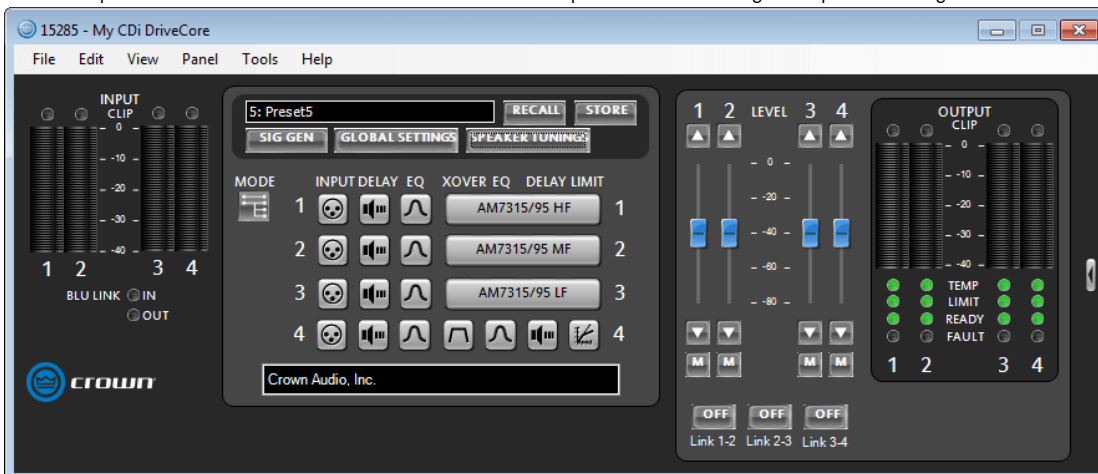 15285 - My CDi DriveCore
File Edit View Panel Tools Help
INPUT
CLIP
- 0 -
- -10 -
- -20 -
- -30 -
- -40 -
1 2 3 4
BLU LINK IN
OUT
crown
5: Preset5 RECALL STORE
SIG GEN GLOBAL SETTINGS SPEAKER TUNINGS
MODE INPUT DELAY EQ XOVER EQ DELAY LIMIT
1 AM7315/95 HF 1
2 AM7315/95 MF 2
3 AM7315/95 LF 3
4 4
Crown Audio, Inc.
1 2 LEVEL 3 4
- 0 -
- -20 -
- -40 -
- -60 -
- -80 -
M M M M
OFF OFF OFF
Link 1-2 Link 2-3 Link 3-4
OUTPUT
CLIP
- 0 -
- -10 -
- -20 -
- -30 -
- -40 -
TEMP
LIMIT
READY
FAULT
1 2 3 4